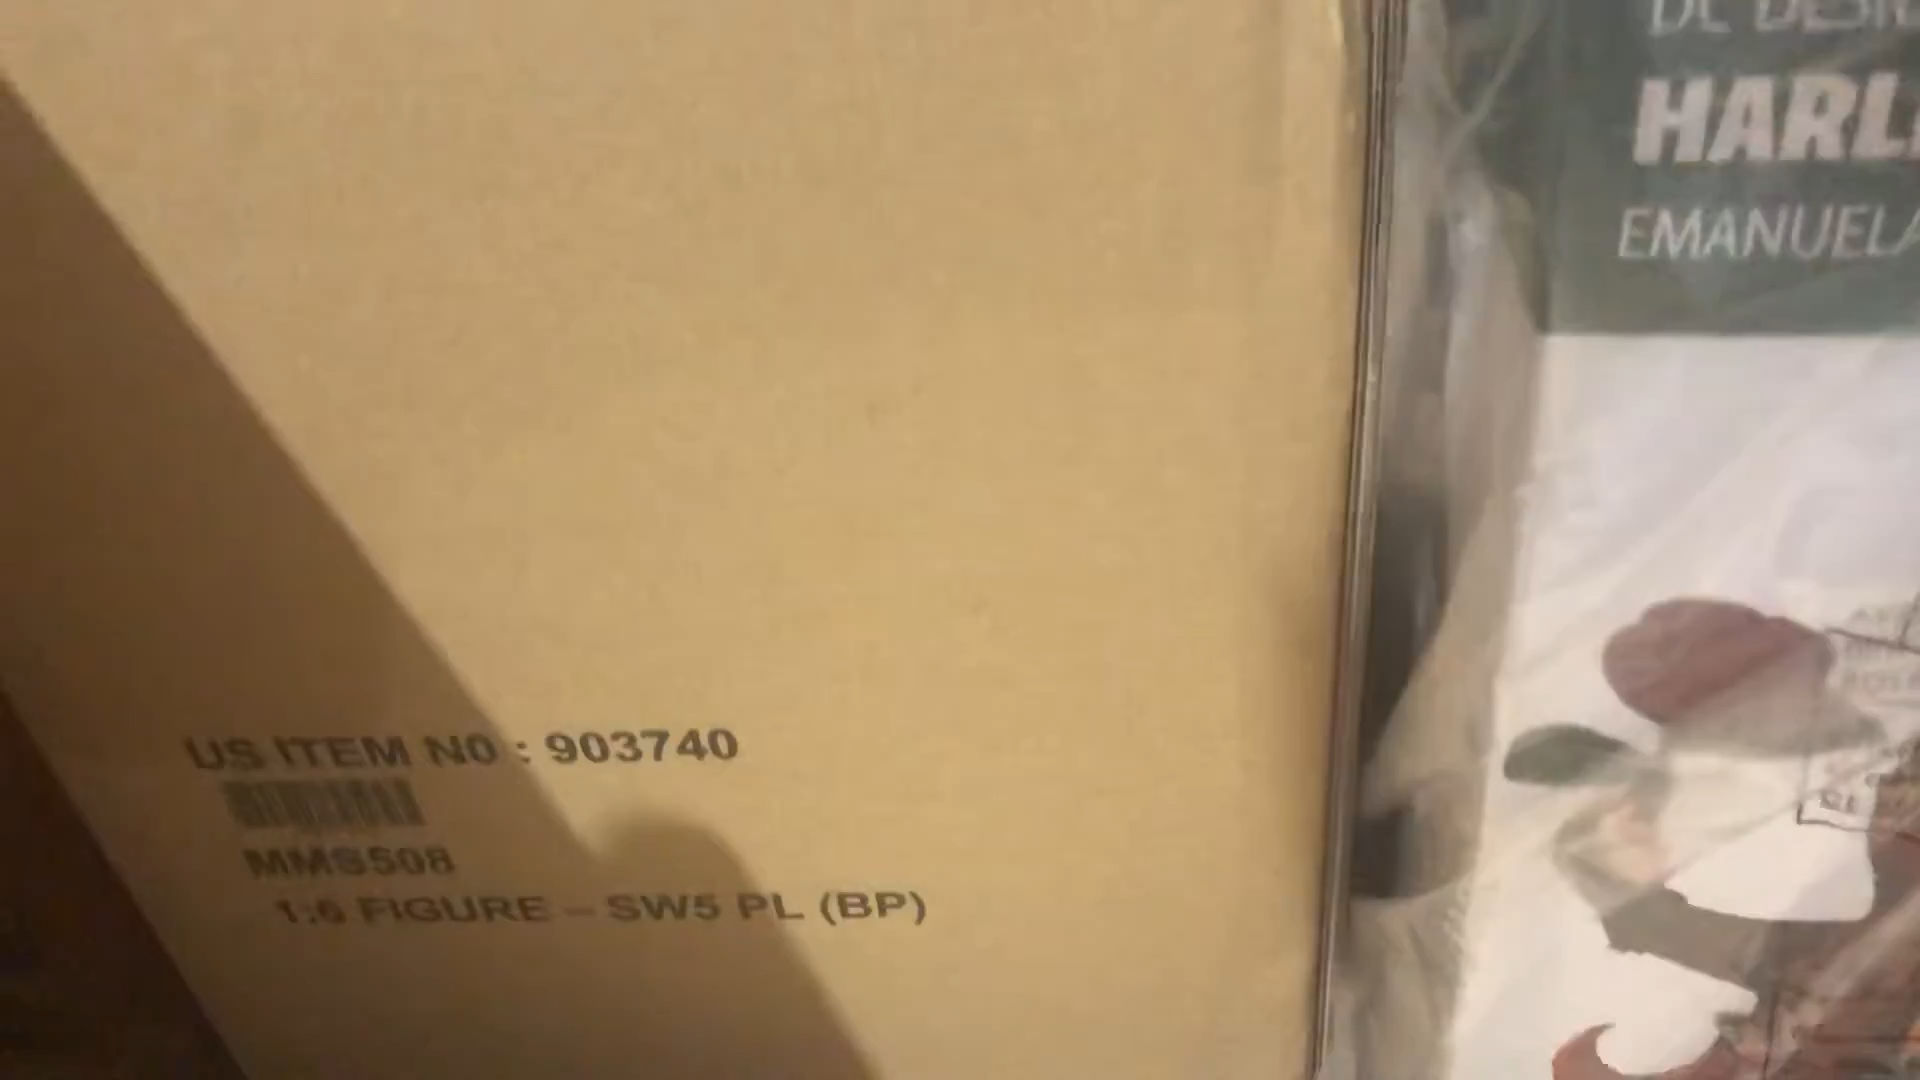 US ITEM NO : 903740
MMS508
1:6 FIGURE – SW5 PL (BP)
HARL
EMANUELA